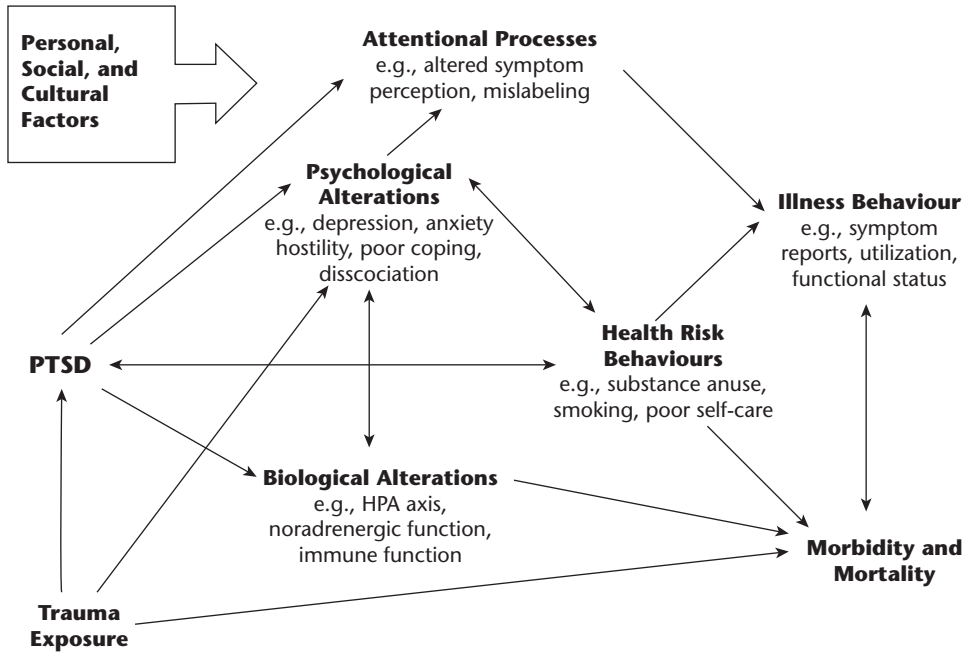 Personal,
Social, and
Cultural
Factors
Attentional Processes
e.g., altered symptom
perception, mislabeling
Psychological
Alterations
e.g., depression, anxiety
hostility, poor coping,
disscociation
Illness Behaviour
e.g., symptom
reports, utilization,
functional status
PTSD
Health Risk
Behaviours
e.g., substance anuse,
smoking, poor self-care
Biological Alterations
e.g., HPA axis,
noradrenergic function,
immune function
Morbidity and
Mortality
Trauma
Exposure